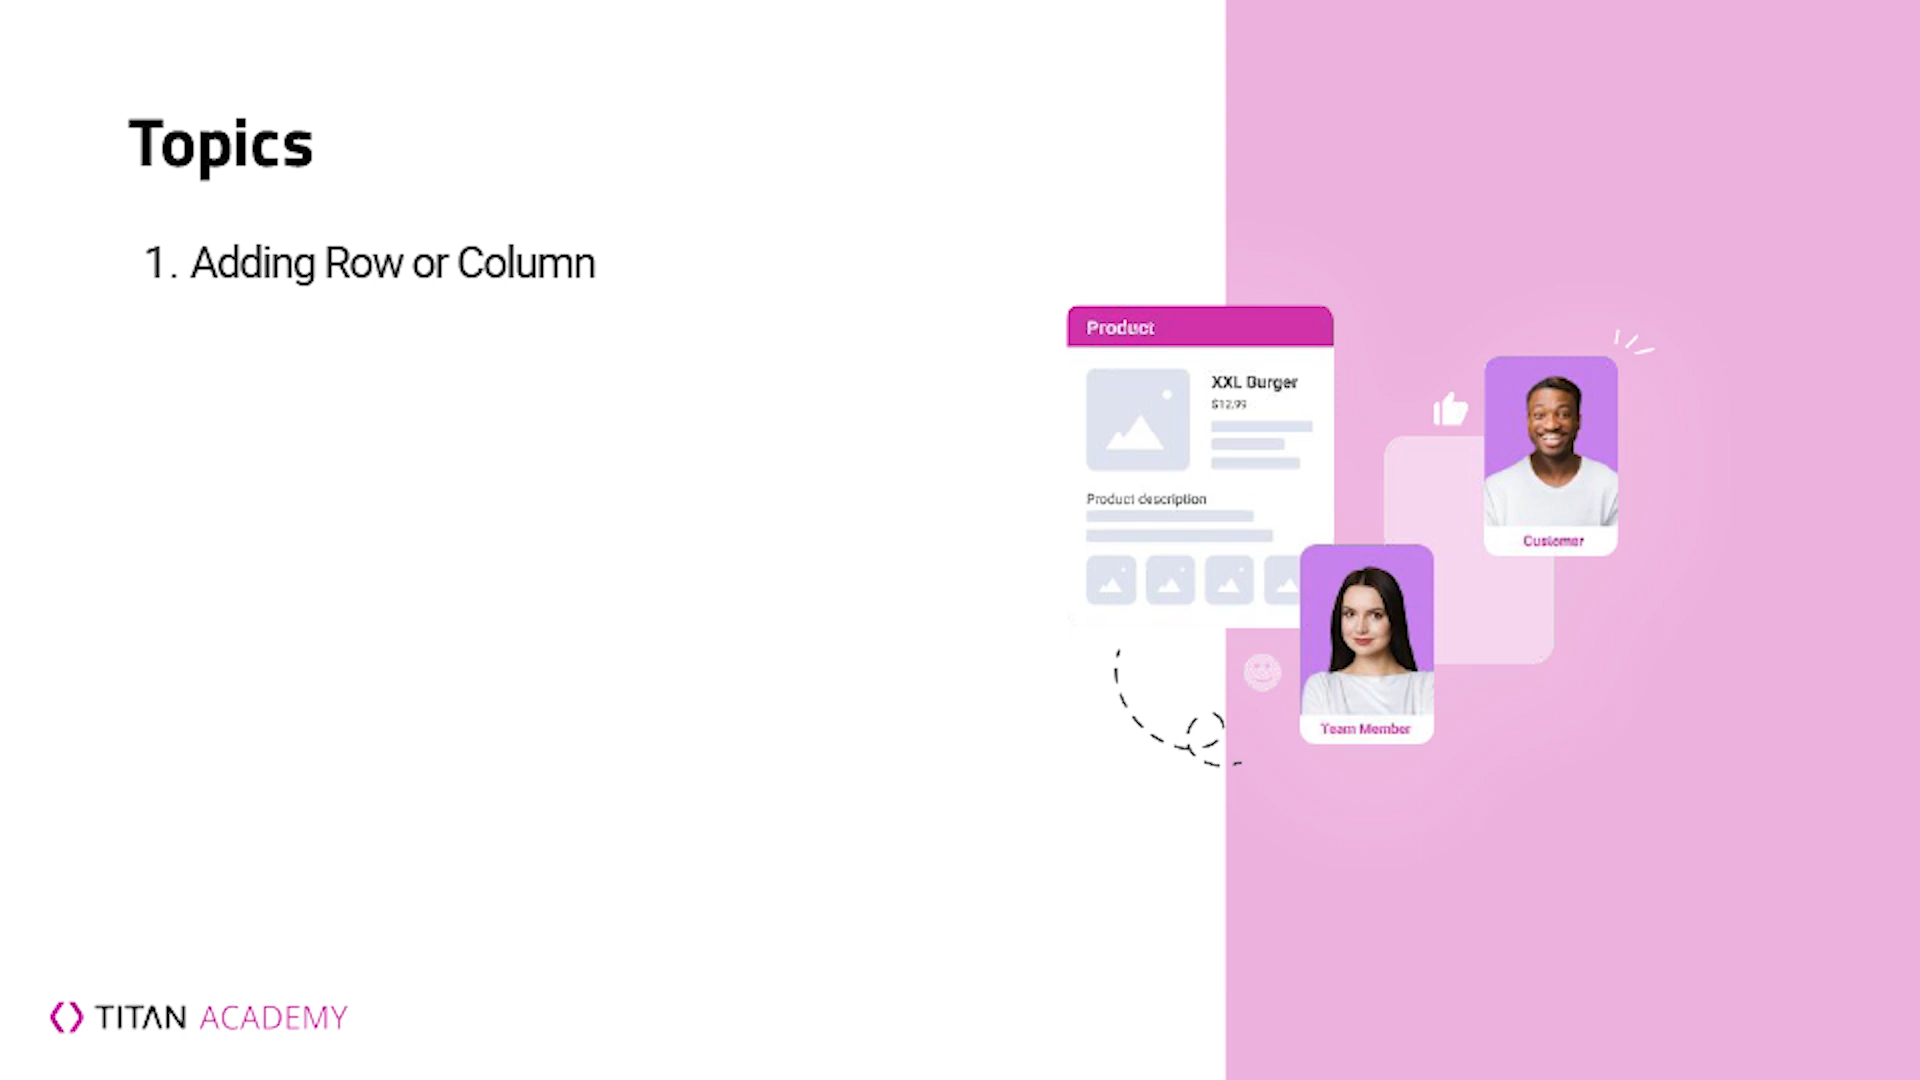 Topics
1. Adding Row or Column
Product
XXL Burger
$12.99
Product description
Customer
Team Member
TITAN ACADEMY